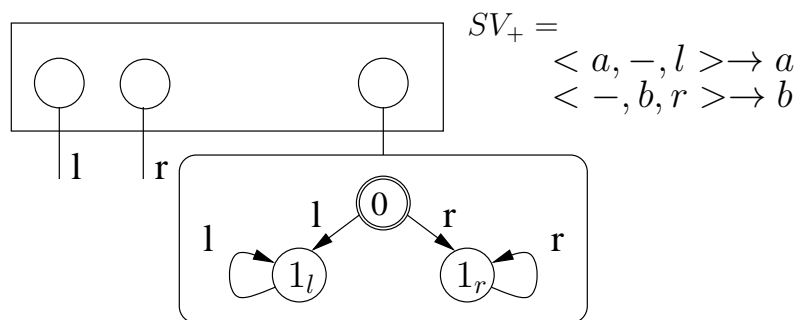 SV₊ =
< a, −, l >→ a
< −, b, r >→ b
l r
0
l r
l r
1ₗ 1ᵣ